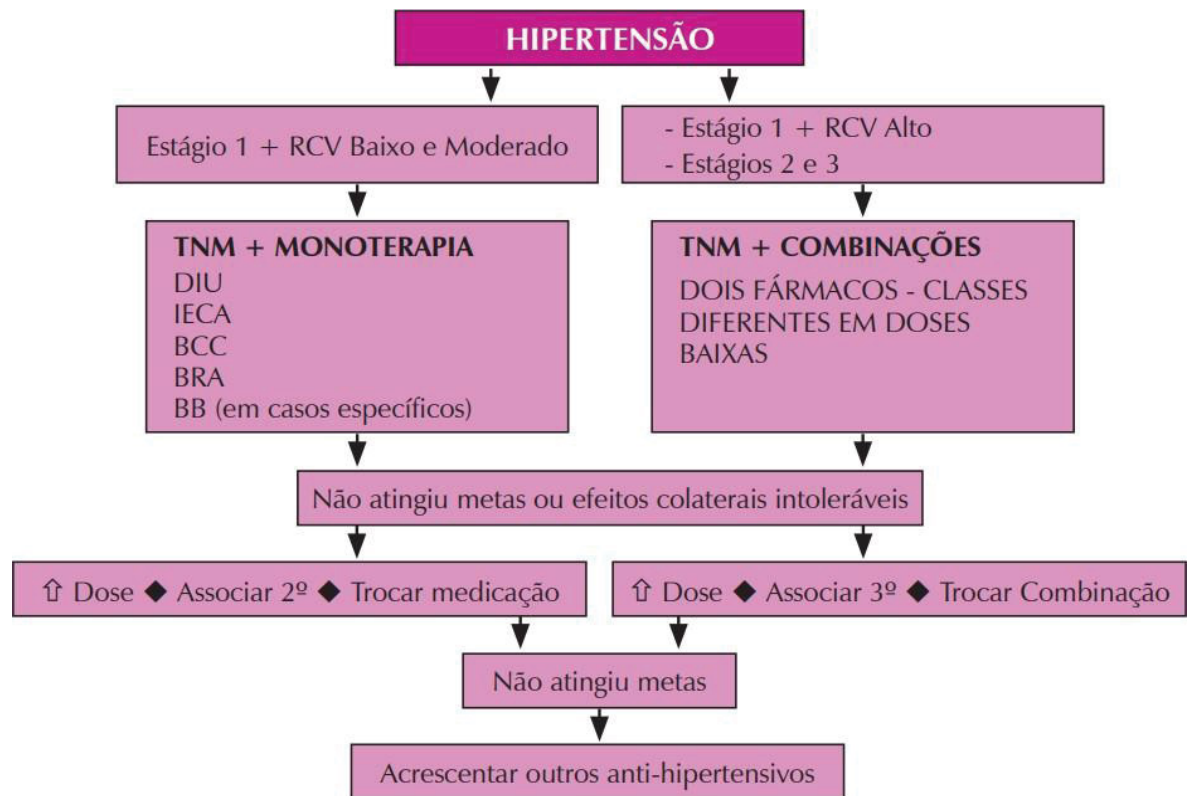 HIPERTENSÃO
Estágio 1 + RCV Baixo e Moderado
- Estágio 1 + RCV Alto
- Estágios 2 e 3
TNM + MONOTERAPIA
DIU
IECA
BCC
BRA
BB (em casos específicos)
TNM + COMBINAÇÕES
DOIS FÁRMACOS - CLASSES
DIFERENTES EM DOSES
BAIXAS
Não atingiu metas ou efeitos colaterais intoleráveis
⇧ Dose ◆ Associar 2º ◆ Trocar medicação
⇧ Dose ◆ Associar 3º ◆ Trocar Combinação
Não atingiu metas
Acrescentar outros anti-hipertensivos